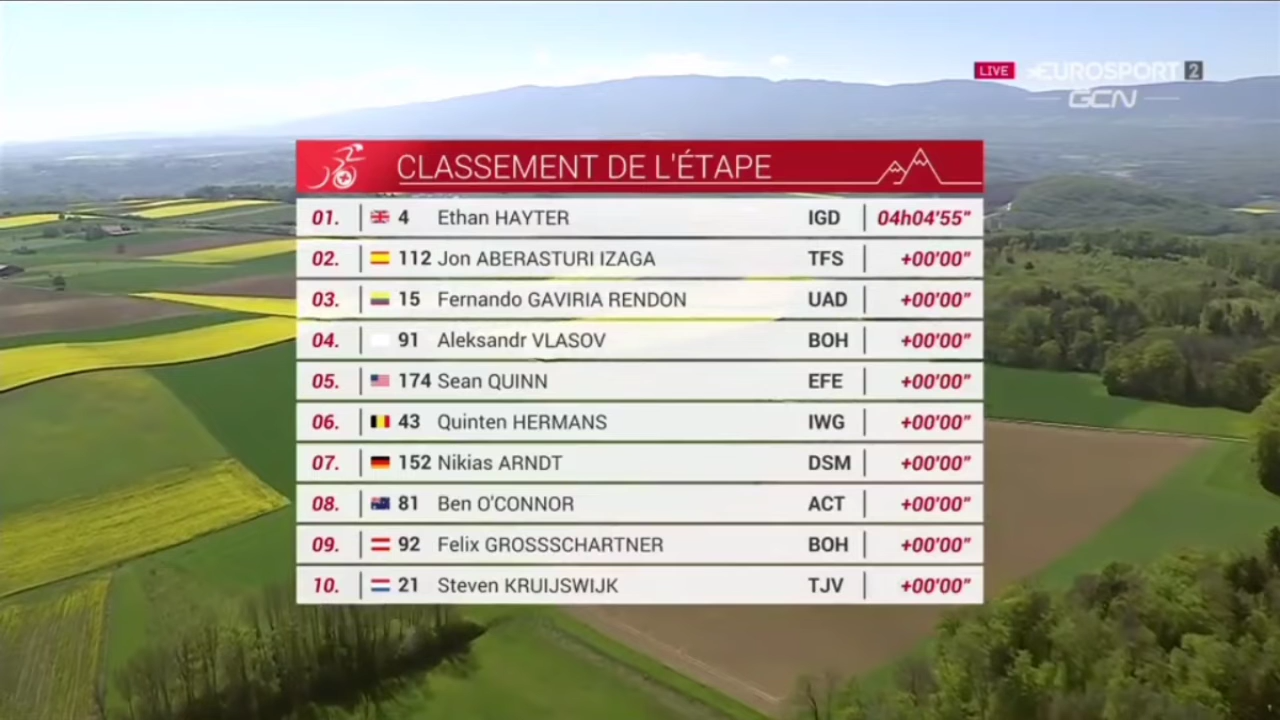 LIVE EUROSPORT 2
GCN
CLASSEMENT DE L'ÉTAPE
01. 4 Ethan HAYTER IGD 04h04'55"
02. 112 Jon ABERASTURI IZAGA TFS +00'00"
03. 15 Fernando GAVIRIA RENDON UAD +00'00"
04. 91 Aleksandr VLASOV BOH +00'00"
05. 174 Sean QUINN EFE +00'00"
06. 43 Quinten HERMANS IWG +00'00"
07. 152 Nikias ARNDT DSM +00'00"
08. 81 Ben O'CONNOR ACT +00'00"
09. 92 Felix GROSSSCHARTNER BOH +00'00"
10. 21 Steven KRUIJSWIJK TJV +00'00"